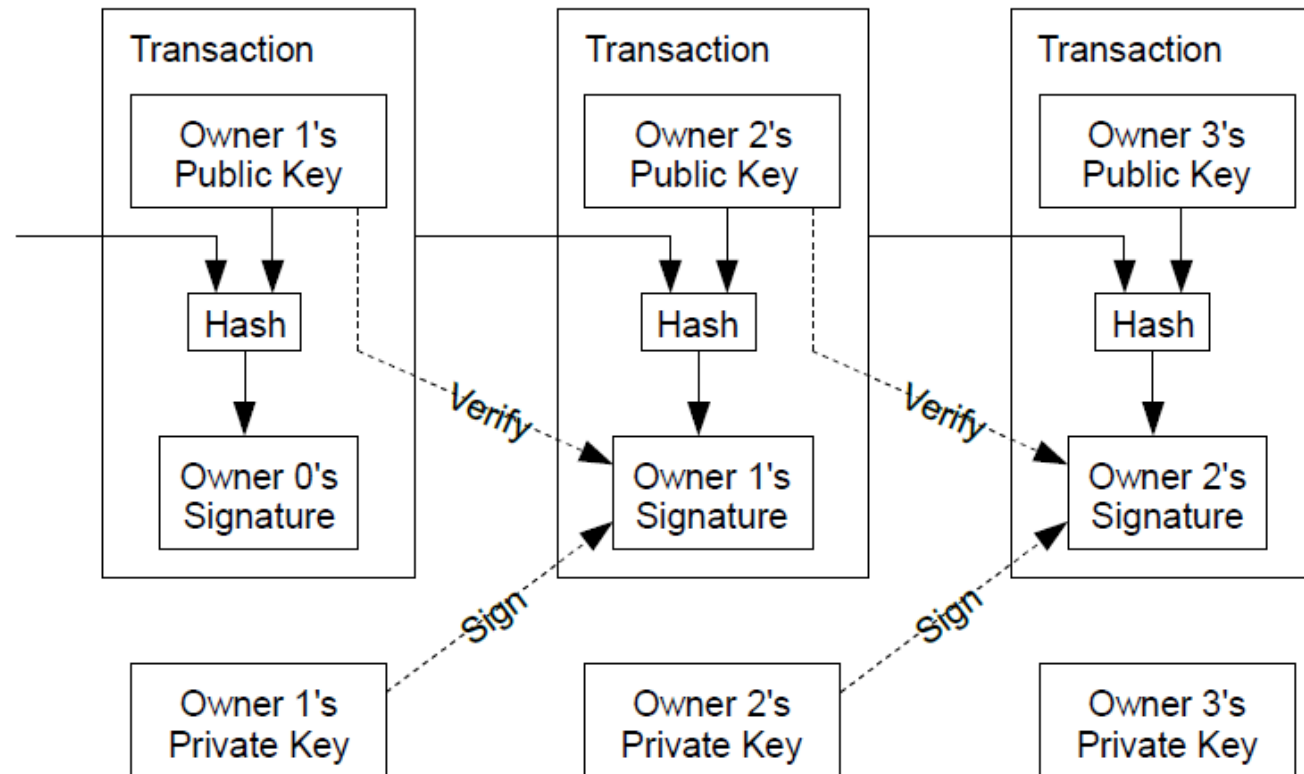 Transaction
Transaction
Transaction
Owner 1's
Public Key
Owner 2's
Public Key
Owner 3's
Public Key
Hash
Hash
Hash
Verify
Verify
Owner 0's
Signature
Owner 1's
Signature
Owner 2's
Signature
Sign
Sign
Owner 1's
Private Key
Owner 2's
Private Key
Owner 3's
Private Key